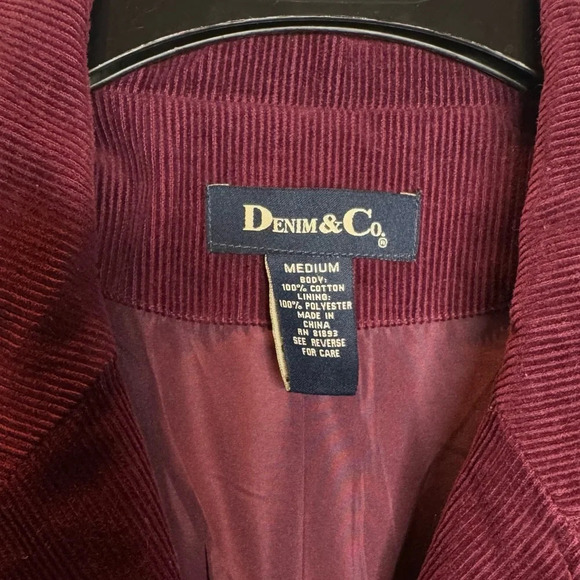 DENIM & CO.®
MEDIUM
BODY:
100% COTTON
LINING:
100% POLYESTER
MADE IN
CHINA
RN 81893
SEE REVERSE
FOR CARE